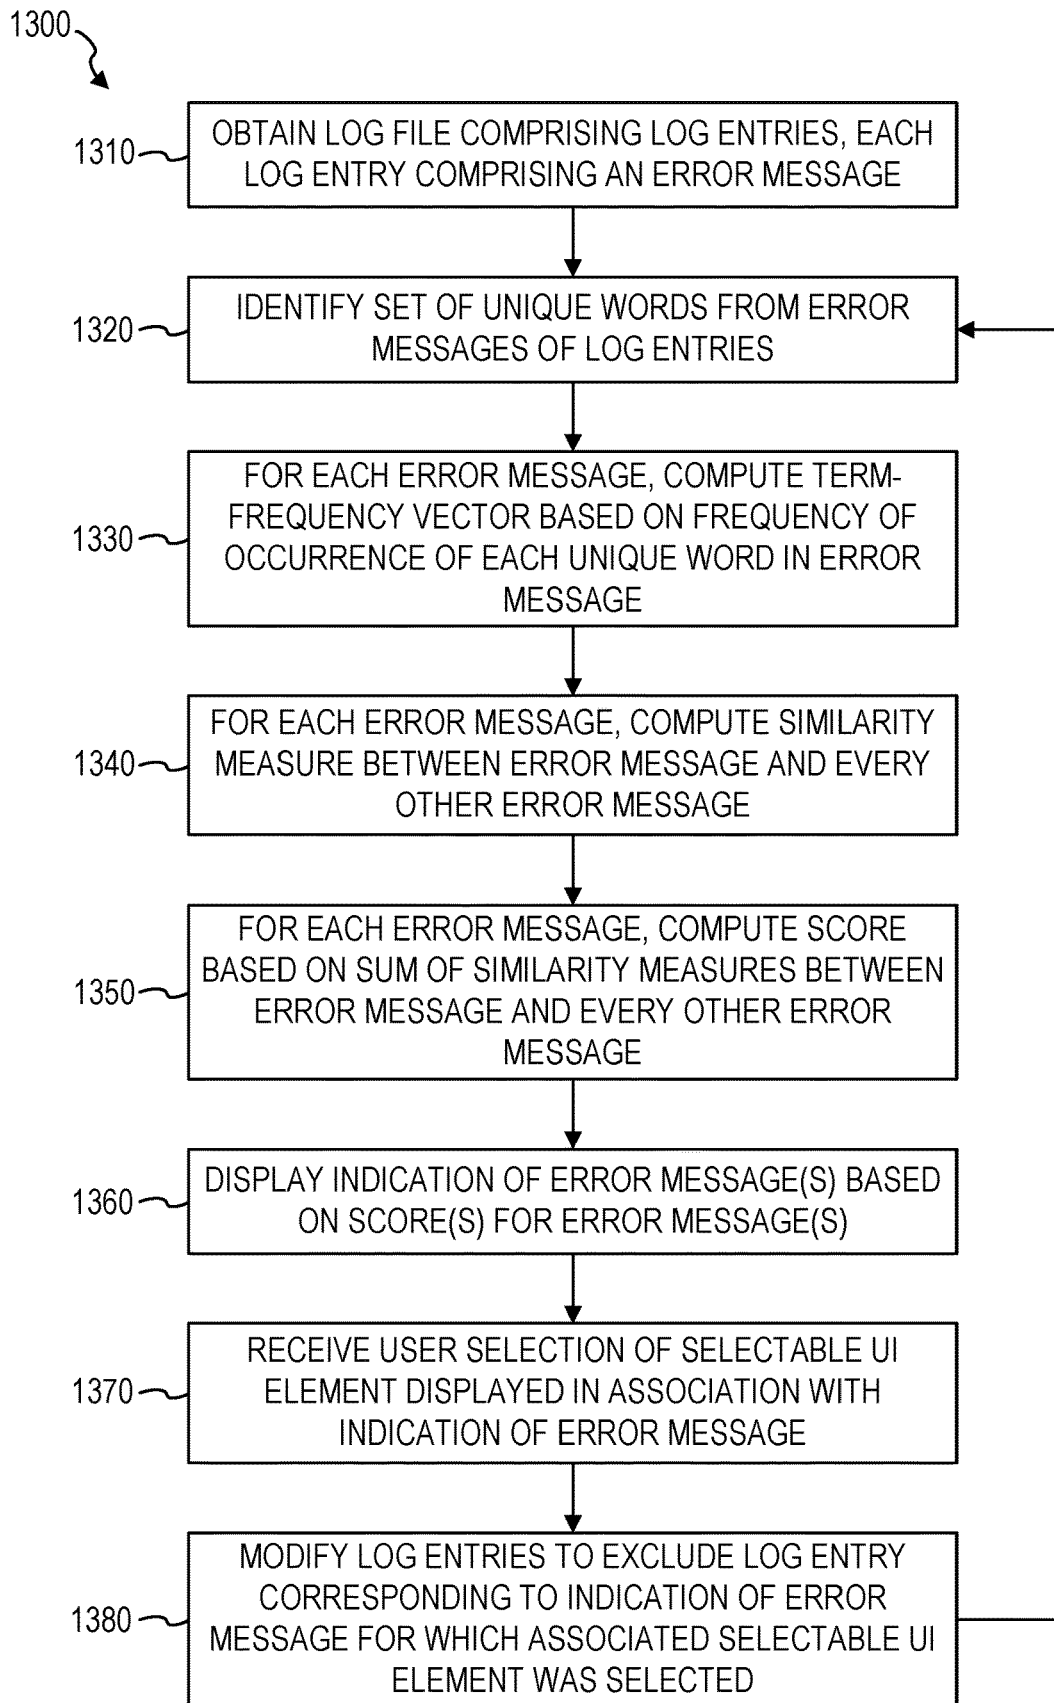 1300
1310
OBTAIN LOG FILE COMPRISING LOG ENTRIES, EACH
LOG ENTRY COMPRISING AN ERROR MESSAGE
1320
IDENTIFY SET OF UNIQUE WORDS FROM ERROR
MESSAGES OF LOG ENTRIES
1330
FOR EACH ERROR MESSAGE, COMPUTE TERM-
FREQUENCY VECTOR BASED ON FREQUENCY OF
OCCURRENCE OF EACH UNIQUE WORD IN ERROR
MESSAGE
1340
FOR EACH ERROR MESSAGE, COMPUTE SIMILARITY
MEASURE BETWEEN ERROR MESSAGE AND EVERY
OTHER ERROR MESSAGE
1350
FOR EACH ERROR MESSAGE, COMPUTE SCORE
BASED ON SUM OF SIMILARITY MEASURES BETWEEN
ERROR MESSAGE AND EVERY OTHER ERROR
MESSAGE
1360
DISPLAY INDICATION OF ERROR MESSAGE(S) BASED
ON SCORE(S) FOR ERROR MESSAGE(S)
1370
RECEIVE USER SELECTION OF SELECTABLE UI
ELEMENT DISPLAYED IN ASSOCIATION WITH
INDICATION OF ERROR MESSAGE
1380
MODIFY LOG ENTRIES TO EXCLUDE LOG ENTRY
CORRESPONDING TO INDICATION OF ERROR
MESSAGE FOR WHICH ASSOCIATED SELECTABLE UI
ELEMENT WAS SELECTED